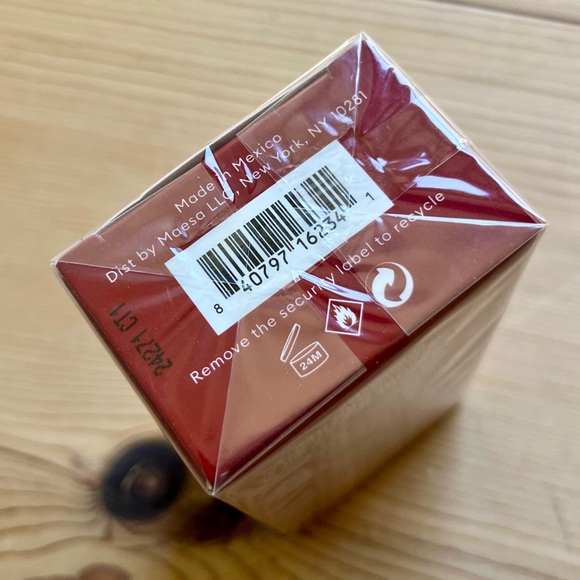 Made in Mexico
Dist by Maesa LLC, New York, NY 10281
8 40797 16234 1
Remove the security label to recycle
24M
24271 CT1